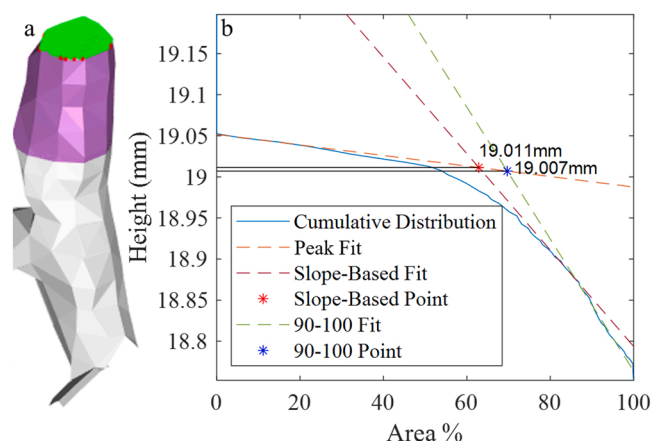 a
b
19.2
19.15
19.1
19.05
19
18.95
18.9
18.85
18.8
Height (mm)
19.011mm
19.007mm
Cumulative Distribution
Peak Fit
Slope-Based Fit
Slope-Based Point
90-100 Fit
90-100 Point
0 20 40 60 80 100
Area %